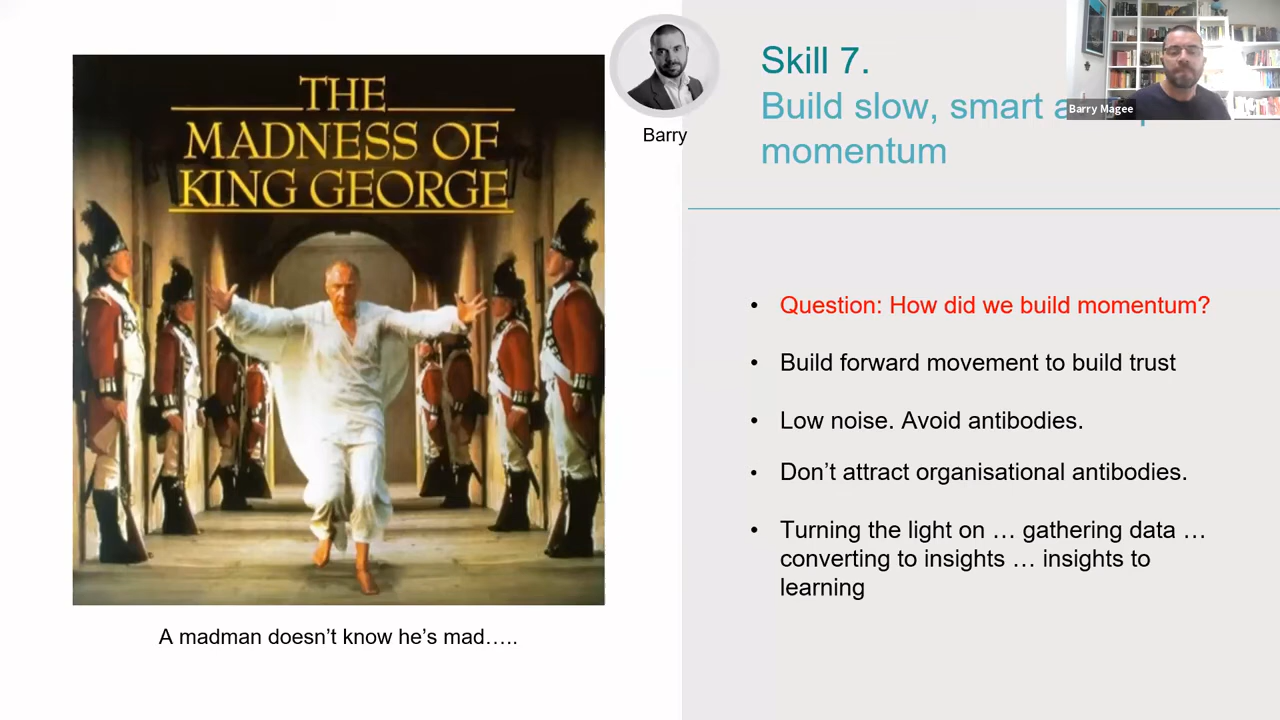 THE
MADNESS OF
KING GEORGE
A madman doesn’t know he’s mad…..
Barry
Skill 7.
Build slow, smart
momentum
Barry Magee
• Question: How did we build momentum?
• Build forward movement to build trust
• Low noise. Avoid antibodies.
• Don’t attract organisational antibodies.
• Turning the light on … gathering data …
converting to insights … insights to
learning